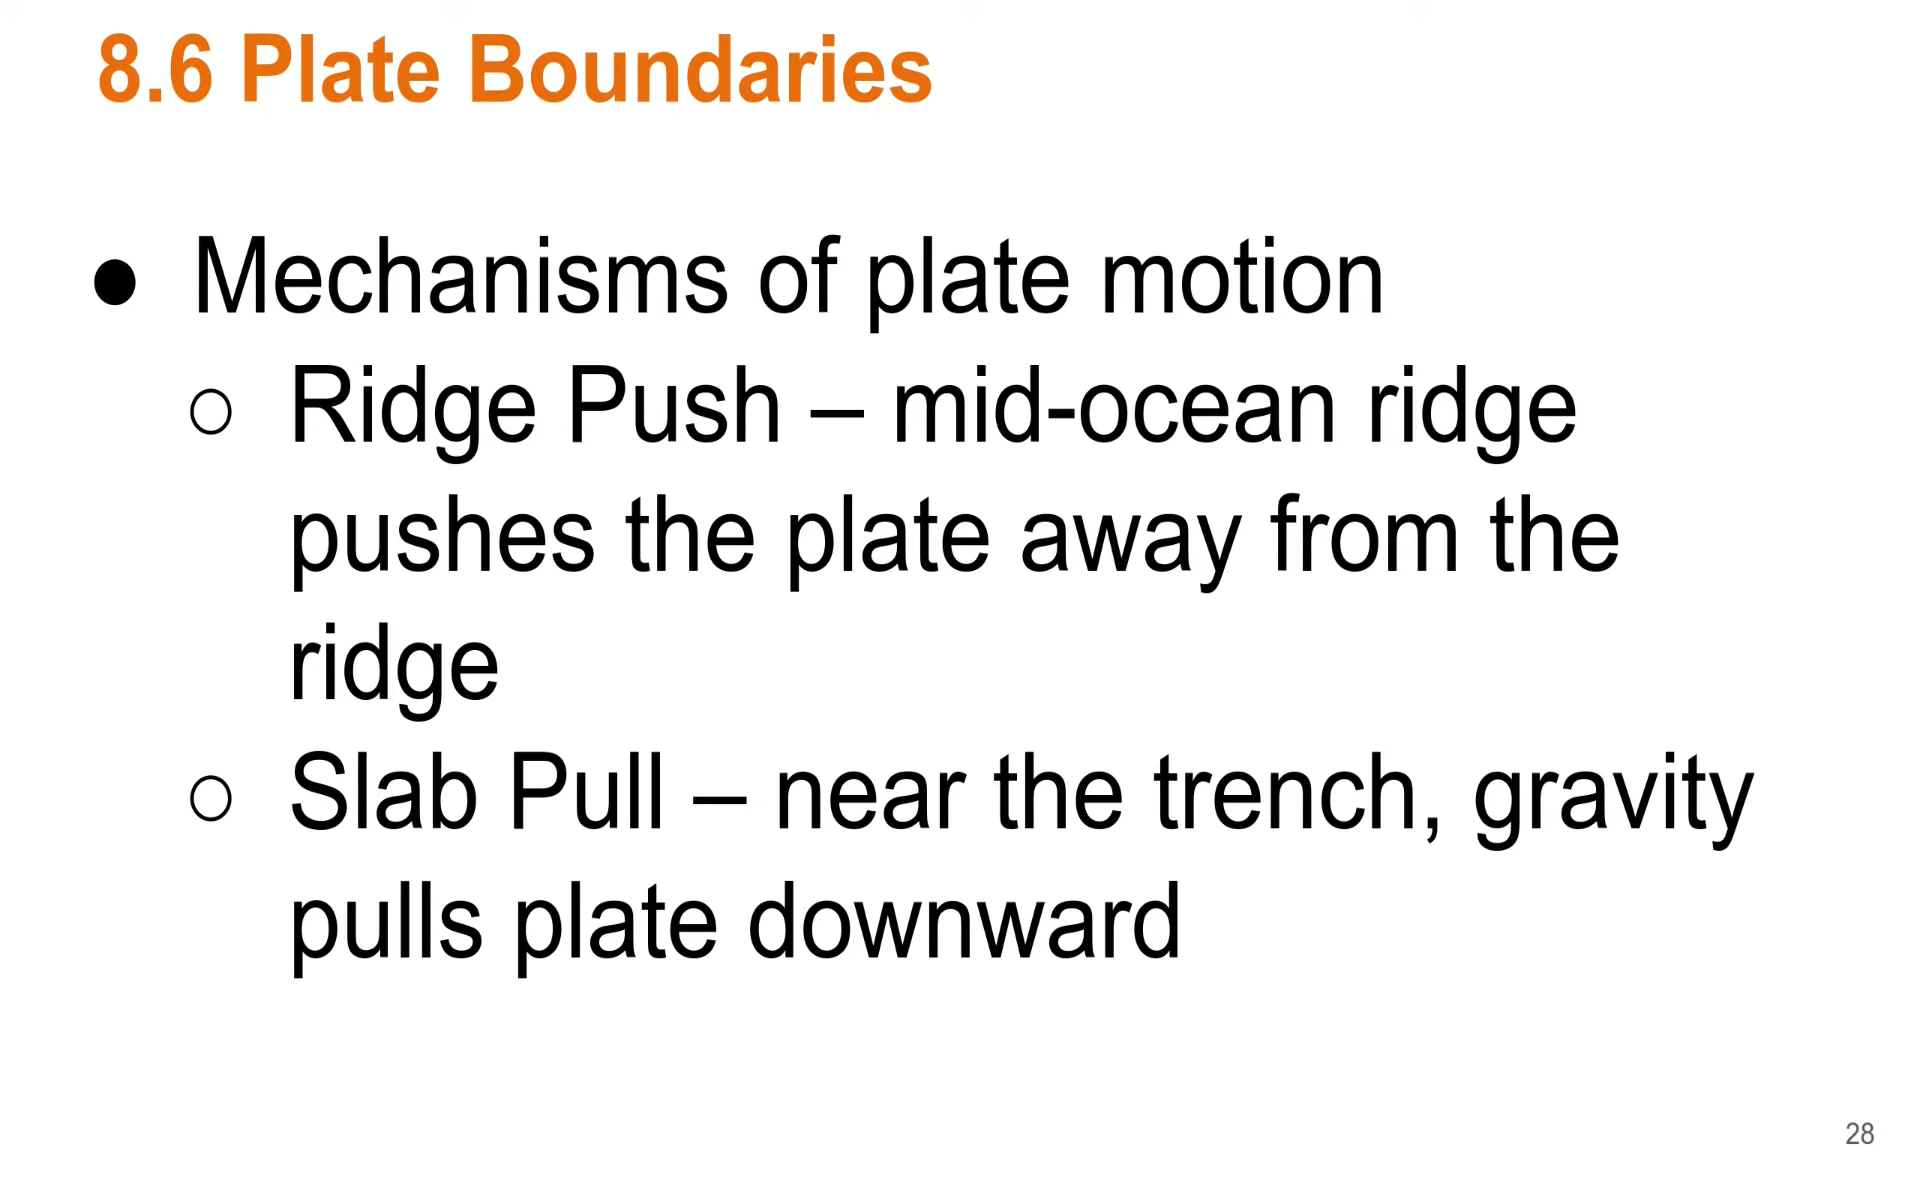 8.6 Plate Boundaries
● Mechanisms of plate motion
○ Ridge Push – mid-ocean ridge
pushes the plate away from the
ridge
○ Slab Pull – near the trench, gravity
pulls plate downward
28